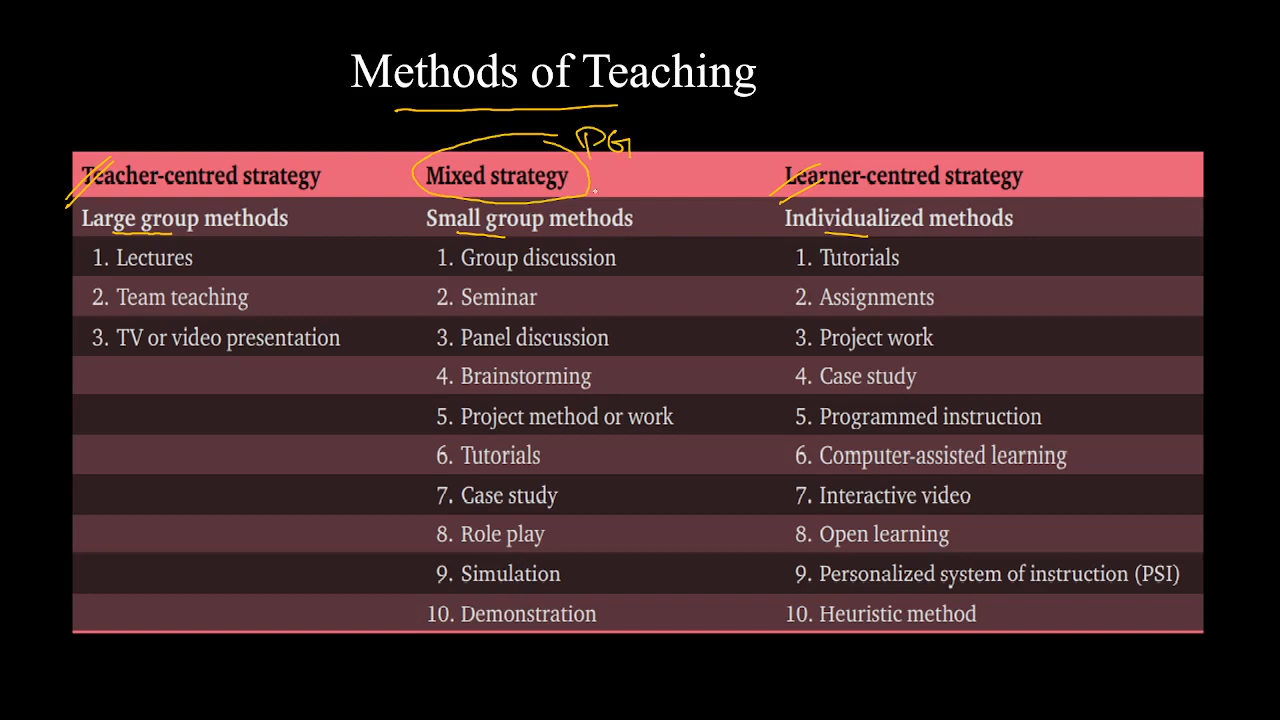 Methods of Teaching
PG
Teacher-centred strategy Mixed strategy Learner-centred strategy
Large group methods Small group methods Individualized methods
1. Lectures 1. Group discussion 1. Tutorials
2. Team teaching 2. Seminar 2. Assignments
3. TV or video presentation 3. Panel discussion 3. Project work
4. Brainstorming 4. Case study
5. Project method or work 5. Programmed instruction
6. Tutorials 6. Computer-assisted learning
7. Case study 7. Interactive video
8. Role play 8. Open learning
9. Simulation 9. Personalized system of instruction (PSI)
10. Demonstration 10. Heuristic method